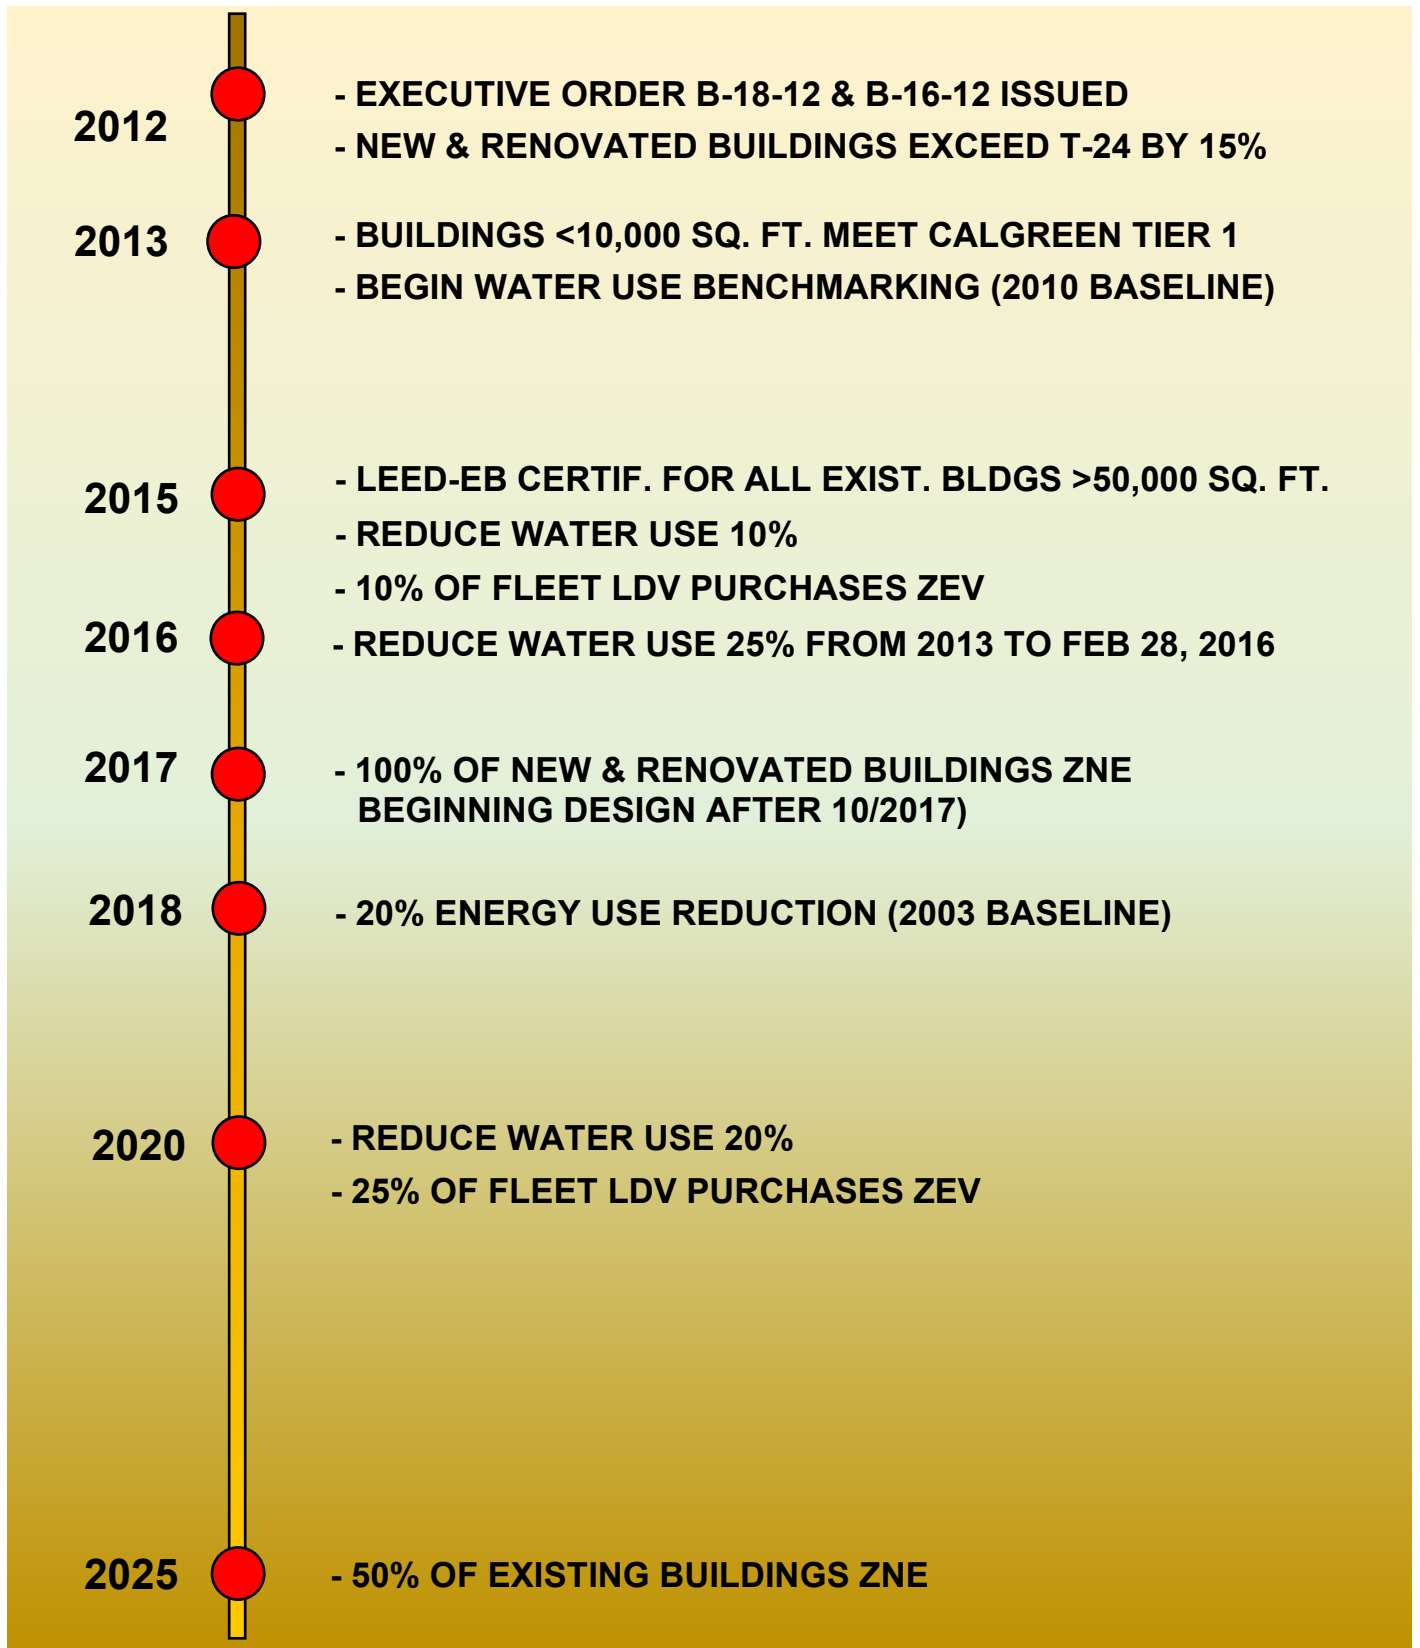 2012
- EXECUTIVE ORDER B-18-12 & B-16-12 ISSUED
- NEW & RENOVATED BUILDINGS EXCEED T-24 BY 15%
2013
- BUILDINGS <10,000 SQ. FT. MEET CALGREEN TIER 1
- BEGIN WATER USE BENCHMARKING (2010 BASELINE)
2015
- LEED-EB CERTIF. FOR ALL EXIST. BLDGS >50,000 SQ. FT.
- REDUCE WATER USE 10%
- 10% OF FLEET LDV PURCHASES ZEV
2016
- REDUCE WATER USE 25% FROM 2013 TO FEB 28, 2016
2017
- 100% OF NEW & RENOVATED BUILDINGS ZNE
BEGINNING DESIGN AFTER 10/2017)
2018
- 20% ENERGY USE REDUCTION (2003 BASELINE)
2020
- REDUCE WATER USE 20%
- 25% OF FLEET LDV PURCHASES ZEV
2025
- 50% OF EXISTING BUILDINGS ZNE